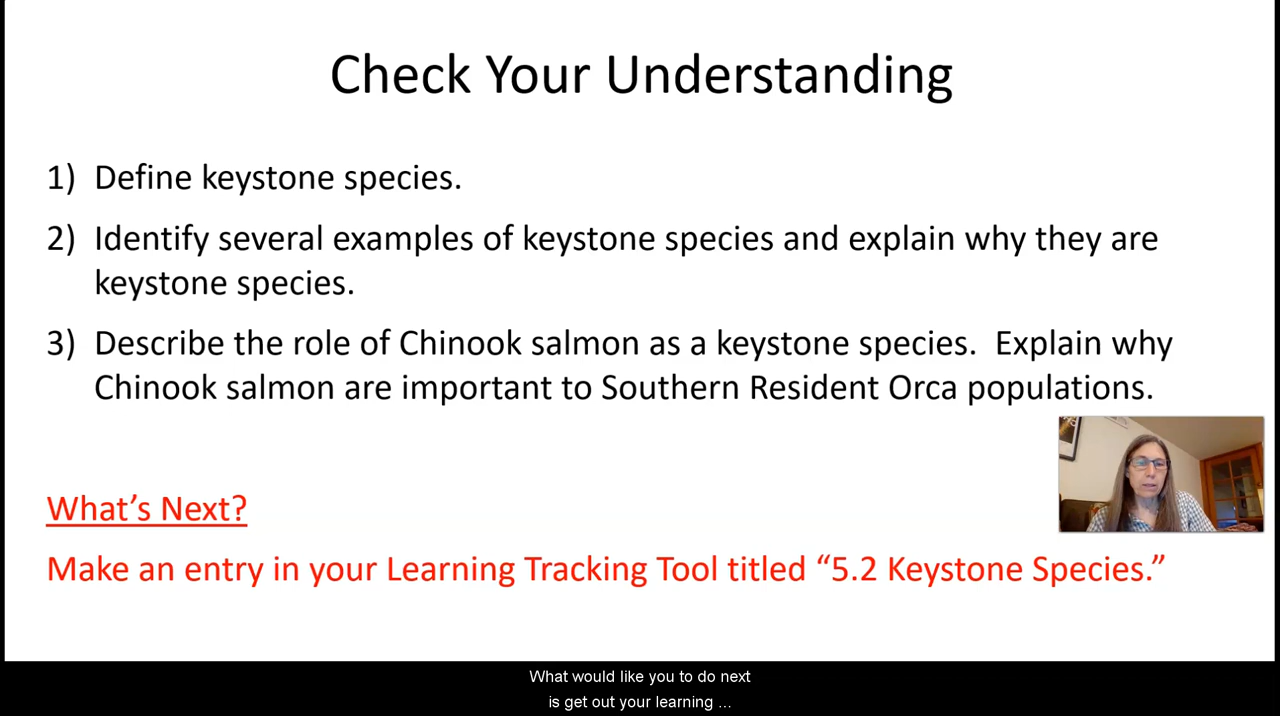 Check Your Understanding
1) Define keystone species.
2) Identify several examples of keystone species and explain why they are
keystone species.
3) Describe the role of Chinook salmon as a keystone species.  Explain why
Chinook salmon are important to Southern Resident Orca populations.
What’s Next?
Make an entry in your Learning Tracking Tool titled “5.2 Keystone Species.”
What would like you to do next
is get out your learning ...